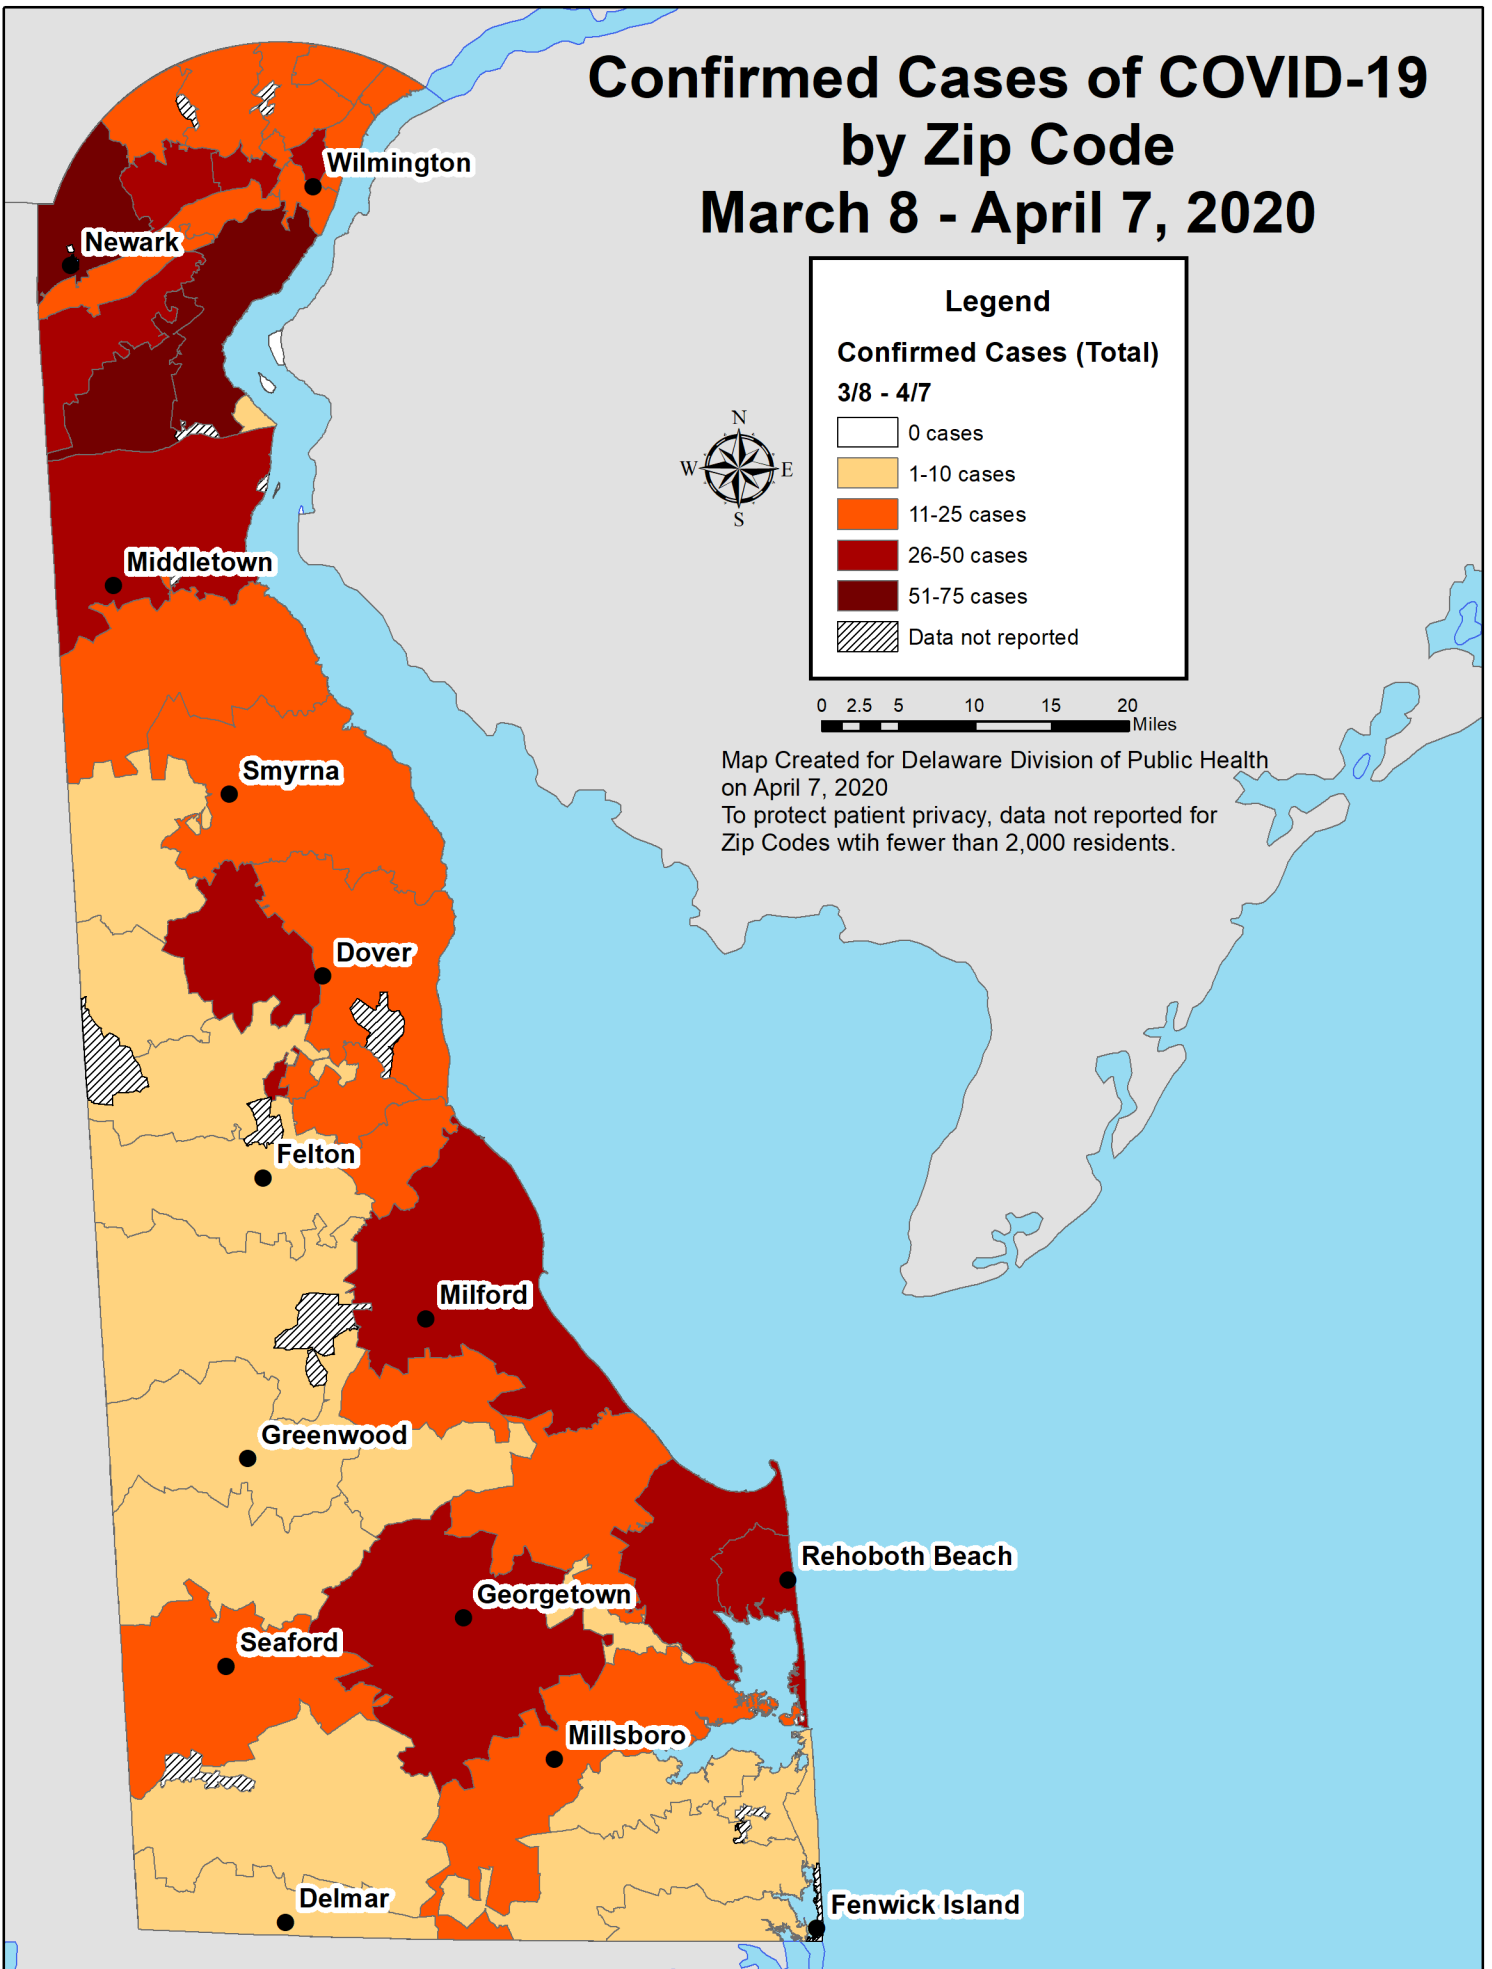 Confirmed Cases of COVID-19
by Zip Code
March 8 - April 7, 2020
Legend
Confirmed Cases (Total)
3/8 - 4/7
0 cases
1-10 cases
11-25 cases
26-50 cases
51-75 cases
Data not reported
N
W
E
S
0 2.5 5 10 15 20
Miles
Map Created for Delaware Division of Public Health
on April 7, 2020
To protect patient privacy, data not reported for
Zip Codes wtih fewer than 2,000 residents.
Wilmington
Newark
Middletown
Smyrna
Dover
Felton
Milford
Greenwood
Rehoboth Beach
Georgetown
Seaford
Millsboro
Delmar
Fenwick Island